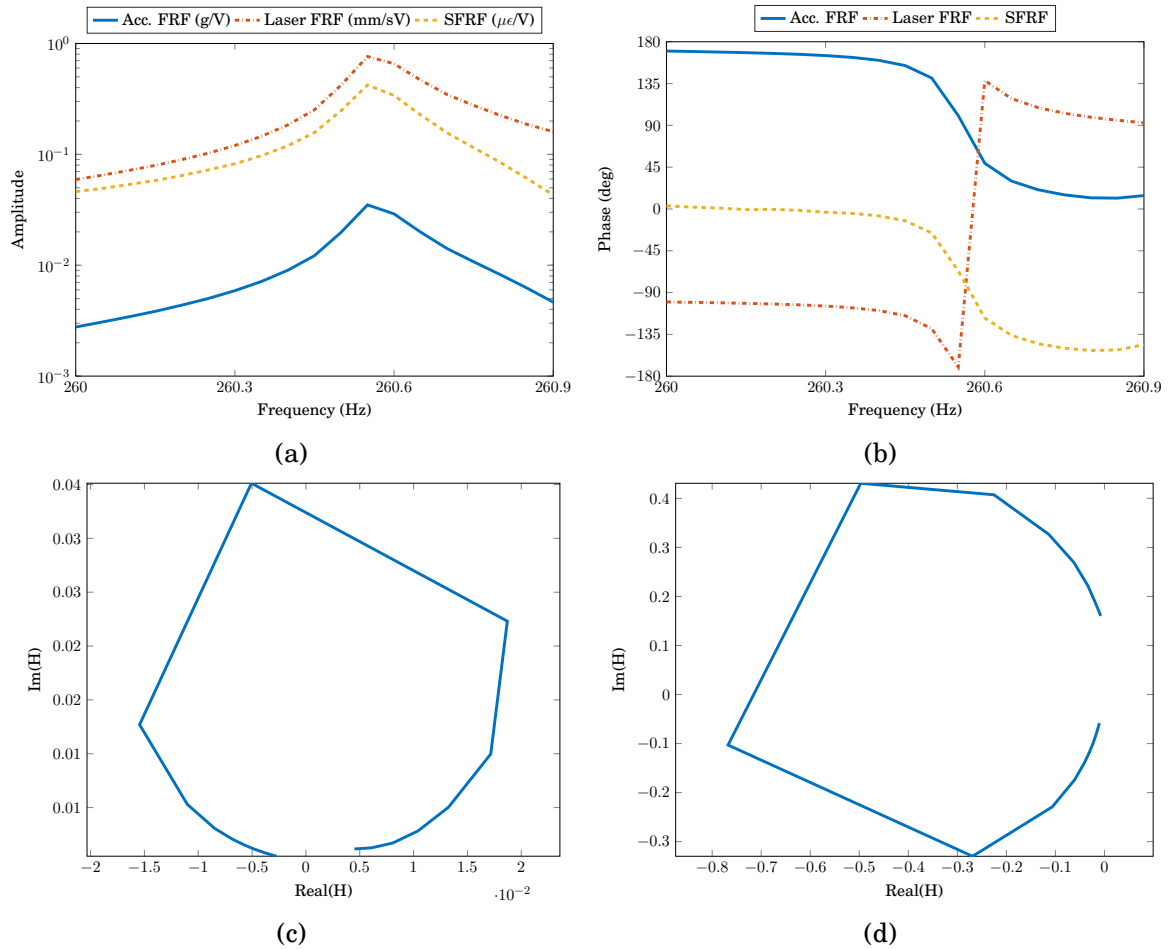 Acc. FRF (g/V) Laser FRF (mm/sV) SFRF (μϵ/V)
10⁰
10⁻¹
10⁻²
10⁻³
Amplitude
260 260.3 260.6 260.9
Frequency (Hz)
(a)
Acc. FRF Laser FRF SFRF
180
135
90
45
0
−45
−90
−135
−180
Phase (deg)
260 260.3 260.6 260.9
Frequency (Hz)
(b)
0.04
0.03
0.03
0.02
0.02
0.01
0.01
Im(H)
−2 −1.5 −1 −0.5 0 0.5 1 1.5 2
Real(H)
·10⁻²
(c)
0.4
0.3
0.2
0.1
0
−0.1
−0.2
−0.3
Im(H)
−0.8 −0.7 −0.6 −0.5 −0.4 −0.3 −0.2 −0.1 0
Real(H)
(d)